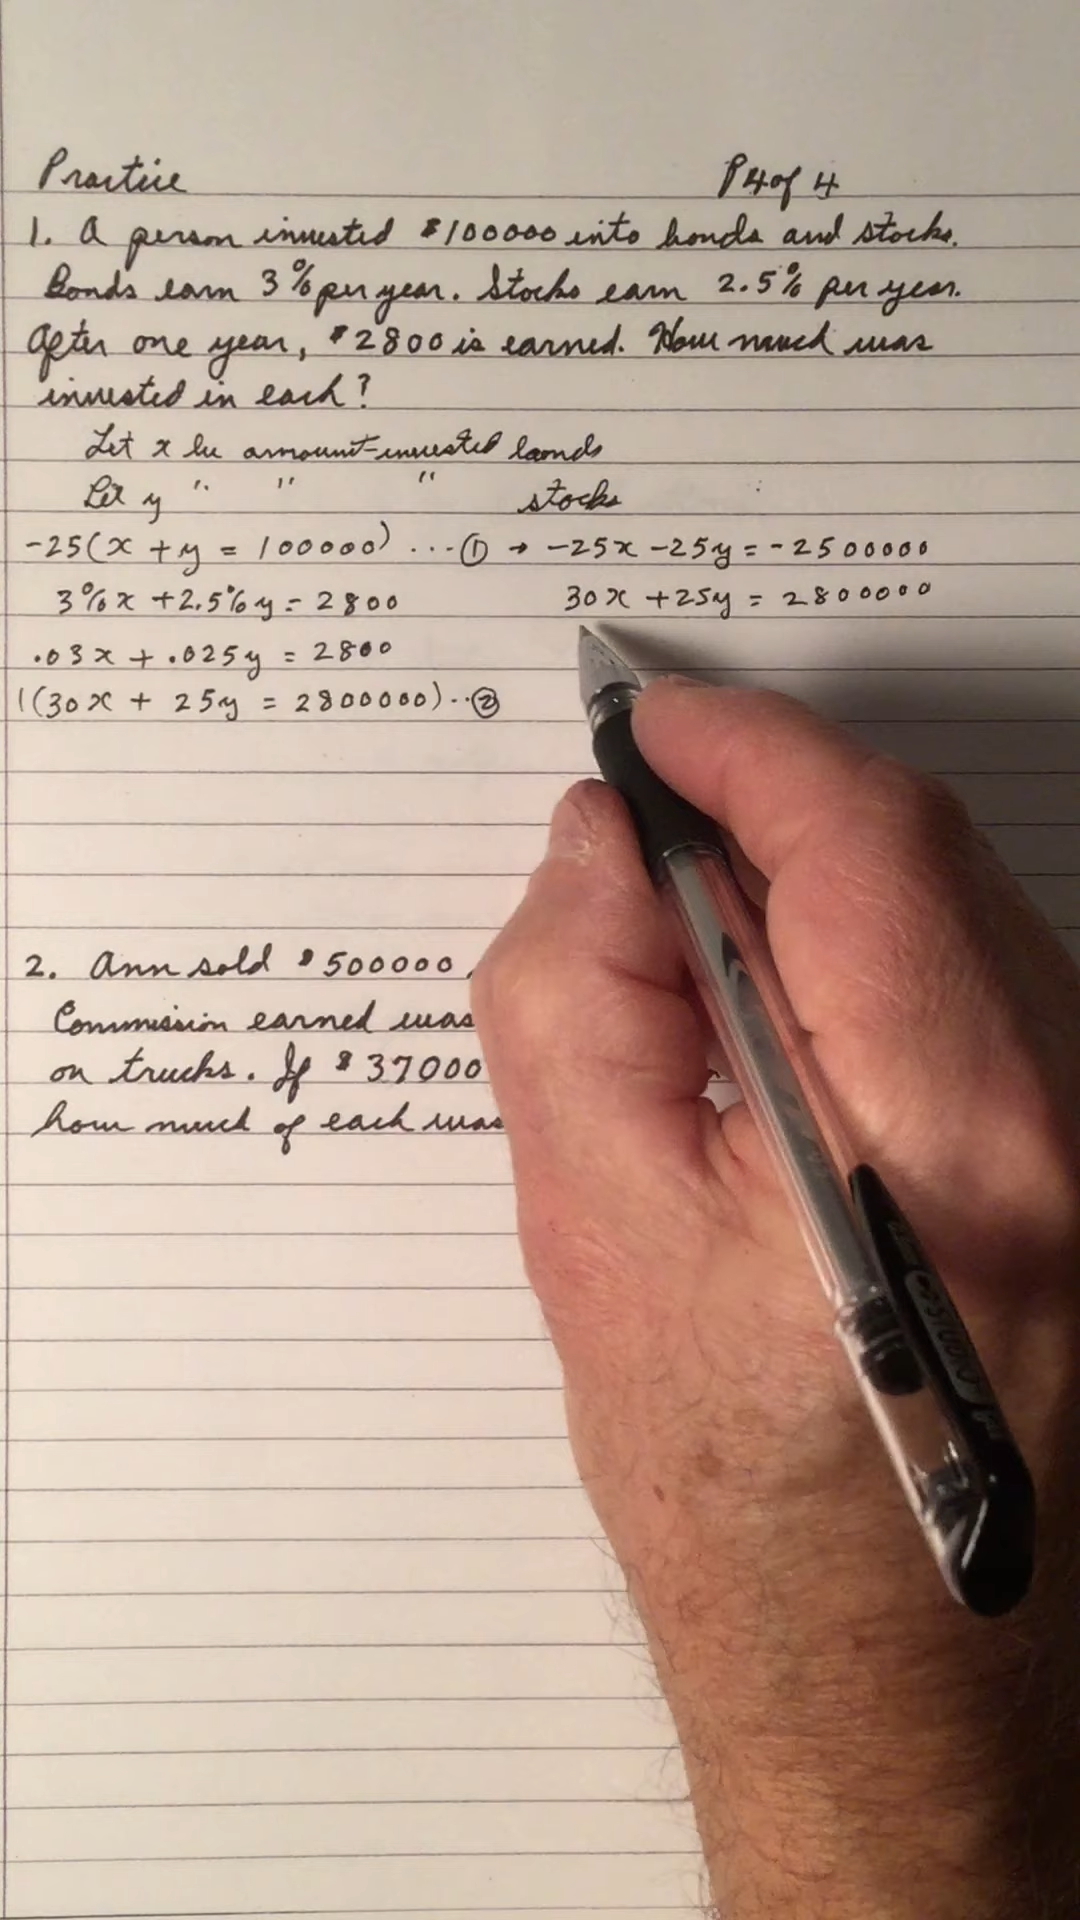 Practice P4 of 4
1. A person invested $100000 into bonds and stocks.
Bonds earn 3% per year. Stocks earn 2.5% per year.
After one year, $2800 is earned. How much was
invested in each?
Let x be amount invested bonds
Let y " " " stocks
-25(x + y = 100000) ...① → -25x -25y = -2500000
3%x + 2.5%y = 2800 30x + 25y = 2800000
.03x + .025y = 2800
1(30x + 25y = 2800000)..②
2. Ann sold $500000,
Commission earned was
on trucks. If $37000
how much of each was